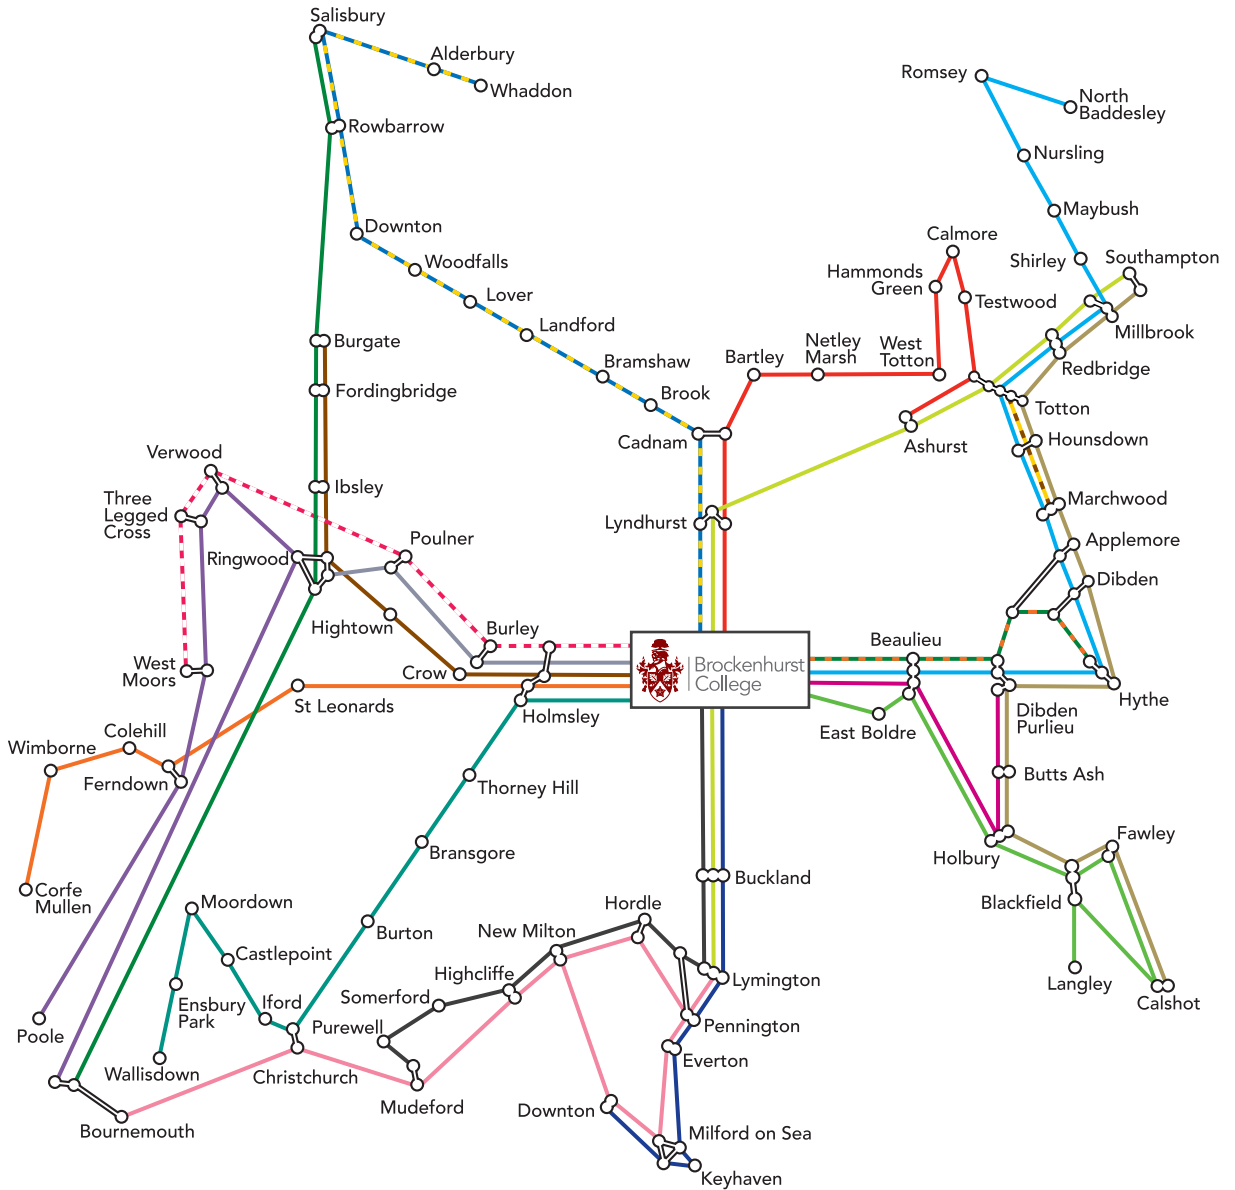 Salisbury
Alderbury
Whaddon
Romsey
North
Baddesley
Rowbarrow
Nursling
Maybush
Downton
Calmore
Shirley
Southampton
Woodfalls
Hammonds
Green
Lover
Testwood
Landford
Millbrook
Burgate
Netley
Marsh
West
Totton
Bartley
Bramshaw
Redbridge
Fordingbridge
Brook
Totton
Cadnam
Ashurst
Hounsdown
Verwood
Ibsley
Three
Legged
Cross
Marchwood
Lyndhurst
Poulner
Applemore
Ringwood
Dibden
Hightown
Burley
Beaulieu
West
Moors
Crow
Brockenhurst
College
St Leonards
Holmsley
East Boldre
Dibden
Purlieu
Hythe
Colehill
Wimborne
Ferndown
Thorney Hill
Butts Ash
Bransgore
Holbury
Fawley
Corfe
Mullen
Buckland
Moordown
Hordle
Blackfield
Burton
New Milton
Castlepoint
Highcliffe
Lymington
Langley
Calshot
Ensbury
Park
Iford
Somerford
Poole
Purewell
Pennington
Wallisdown
Christchurch
Everton
Mudeford
Downton
Bournemouth
Milford on Sea
Keyhaven